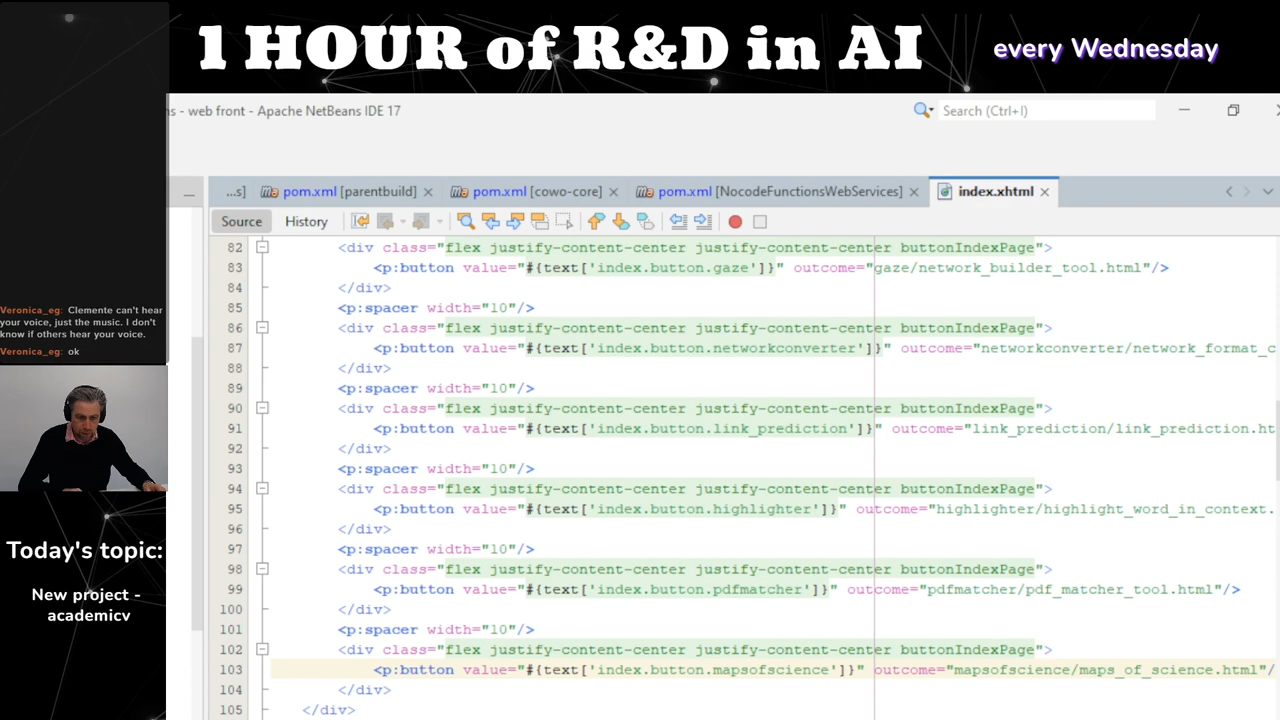 1 HOUR of R&D in AI
every Wednesday
ns - web front - Apache NetBeans IDE 17
Search (Ctrl+I)
...s]
pom.xml [parentbuild]
pom.xml [cowo-core]
pom.xml [NocodeFunctionsWebServices]
index.xhtml
Source
History
82 <div class="flex justify-content-center justify-content-center buttonIndexPage">
83 <p:button value="#{text['index.button.gaze']}" outcome="gaze/network_builder_tool.html"/>
84 </div>
85 <p:spacer width="10"/>
86 <div class="flex justify-content-center justify-content-center buttonIndexPage">
87 <p:button value="#{text['index.button.networkconverter']}" outcome="networkconverter/network_format_c
88 </div>
89 <p:spacer width="10"/>
90 <div class="flex justify-content-center justify-content-center buttonIndexPage">
91 <p:button value="#{text['index.button.link_prediction']}" outcome="link_prediction/link_prediction.ht
92 </div>
93 <p:spacer width="10"/>
94 <div class="flex justify-content-center justify-content-center buttonIndexPage">
95 <p:button value="#{text['index.button.highlighter']}" outcome="highlighter/highlight_word_in_context.
96 </div>
97 <p:spacer width="10"/>
98 <div class="flex justify-content-center justify-content-center buttonIndexPage">
99 <p:button value="#{text['index.button.pdfmatcher']}" outcome="pdfmatcher/pdf_matcher_tool.html"/>
100 </div>
101 <p:spacer width="10"/>
102 <div class="flex justify-content-center justify-content-center buttonIndexPage">
103 <p:button value="#{text['index.button.mapsofscience']}" outcome="mapsofscience/maps_of_science.html"/
104 </div>
105 </div>
Veronica_eg: Clemente can't hear
your voice, just the music. I don't
know if others hear your voice.
Veronica_eg: ok
Today's topic:
New project -
academicv